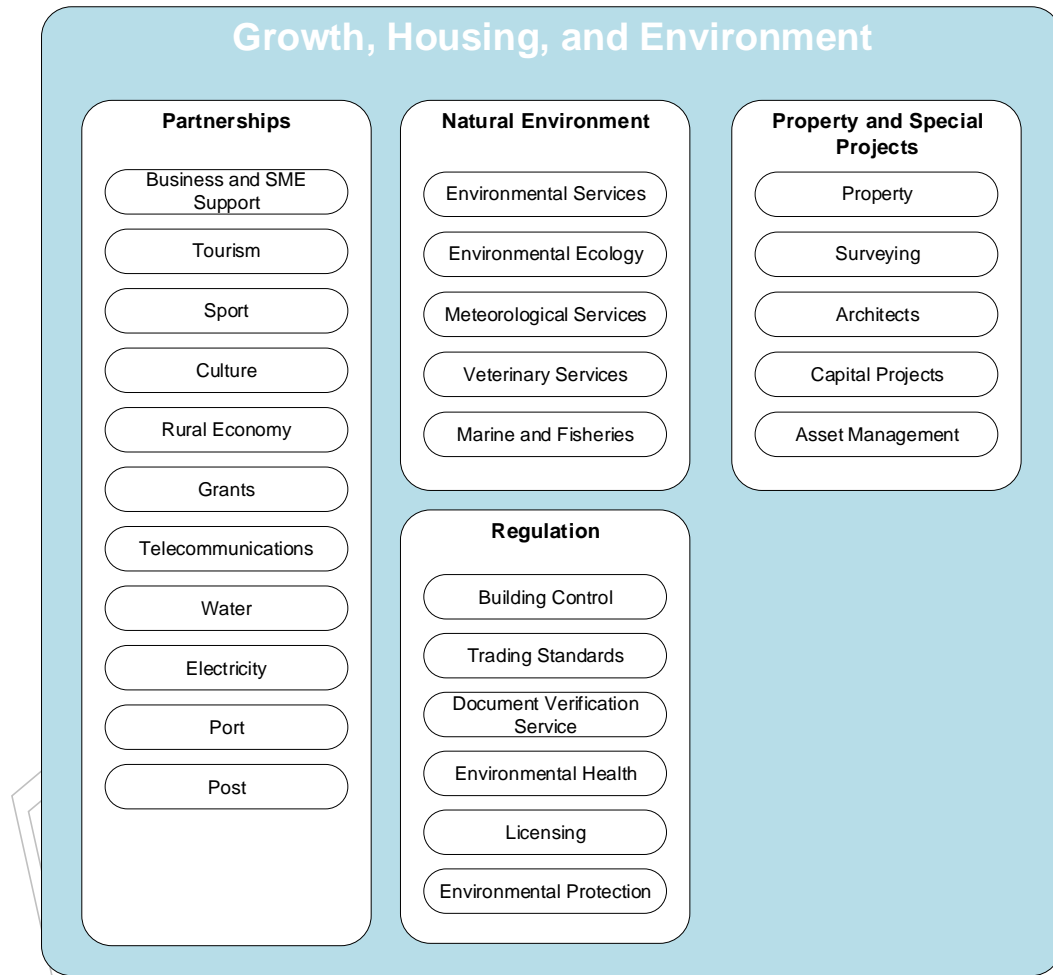 Growth, Housing, and Environment
Partnerships
Business and SME
Support
Tourism
Sport
Culture
Rural Economy
Grants
Telecommunications
Water
Electricity
Port
Post
Natural Environment
Environmental Services
Environmental Ecology
Meteorological Services
Veterinary Services
Marine and Fisheries
Regulation
Building Control
Trading Standards
Document Verification
Service
Environmental Health
Licensing
Environmental Protection
Property and Special
Projects
Property
Surveying
Architects
Capital Projects
Asset Management